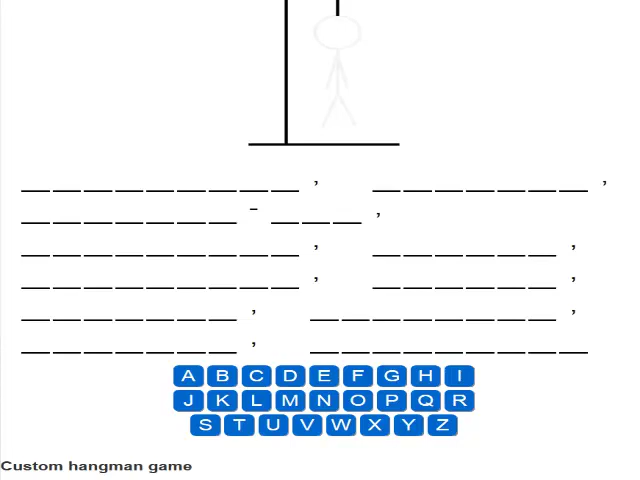 _ _ _ _ _ _ _ _ _ , _ _ _ _ _ _ _ ,
_ _ _ _ _ _ _ - _ _ _ ,
_ _ _ _ _ _ _ _ _ , _ _ _ _ _ _ ,
_ _ _ _ _ _ _ _ _ , _ _ _ _ _ _ ,
_ _ _ _ _ _ _ , _ _ _ _ _ _ _ _ ,
_ _ _ _ _ _ _ , _ _ _ _ _ _ _ _ _
A B C D E F G H I
J K L M N O P Q R
S T U V W X Y Z
Custom hangman game